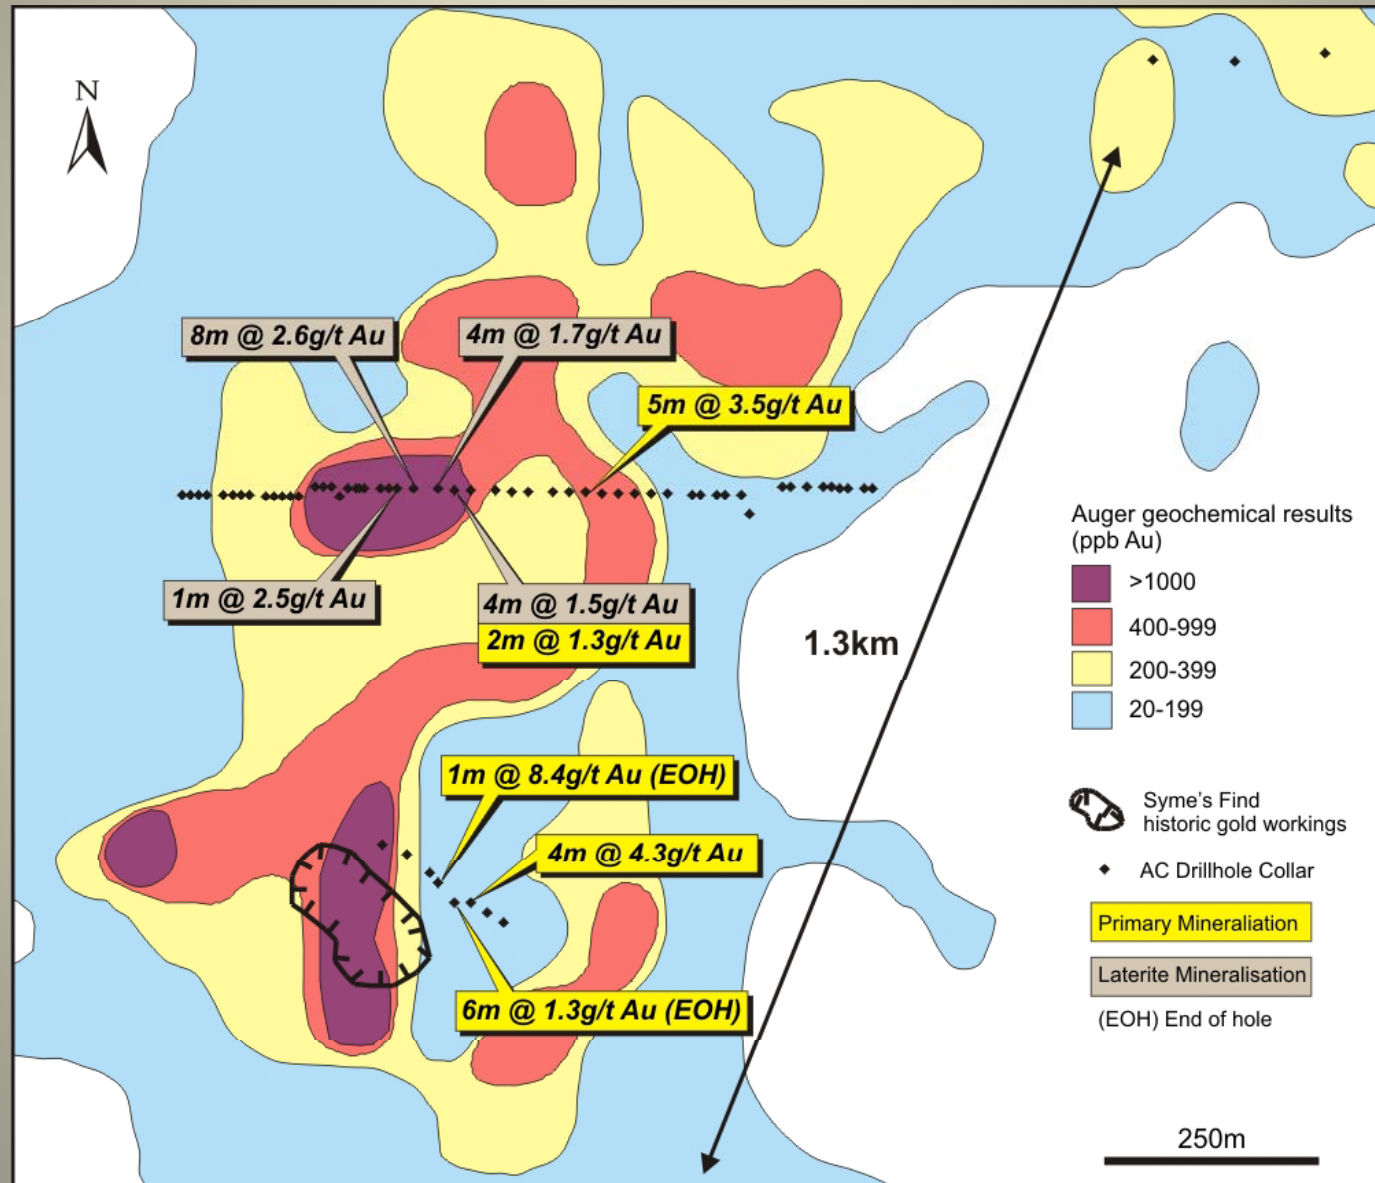 N
8m @ 2.6g/t Au
4m @ 1.7g/t Au
5m @ 3.5g/t Au
1m @ 2.5g/t Au
4m @ 1.5g/t Au
2m @ 1.3g/t Au
1.3km
1m @ 8.4g/t Au (EOH)
4m @ 4.3g/t Au
6m @ 1.3g/t Au (EOH)
Auger geochemical results
(ppb Au)
>1000
400-999
200-399
20-199
Syme's Find
historic gold workings
AC Drillhole Collar
Primary Mineraliation
Laterite Mineralisation
(EOH) End of hole
250m